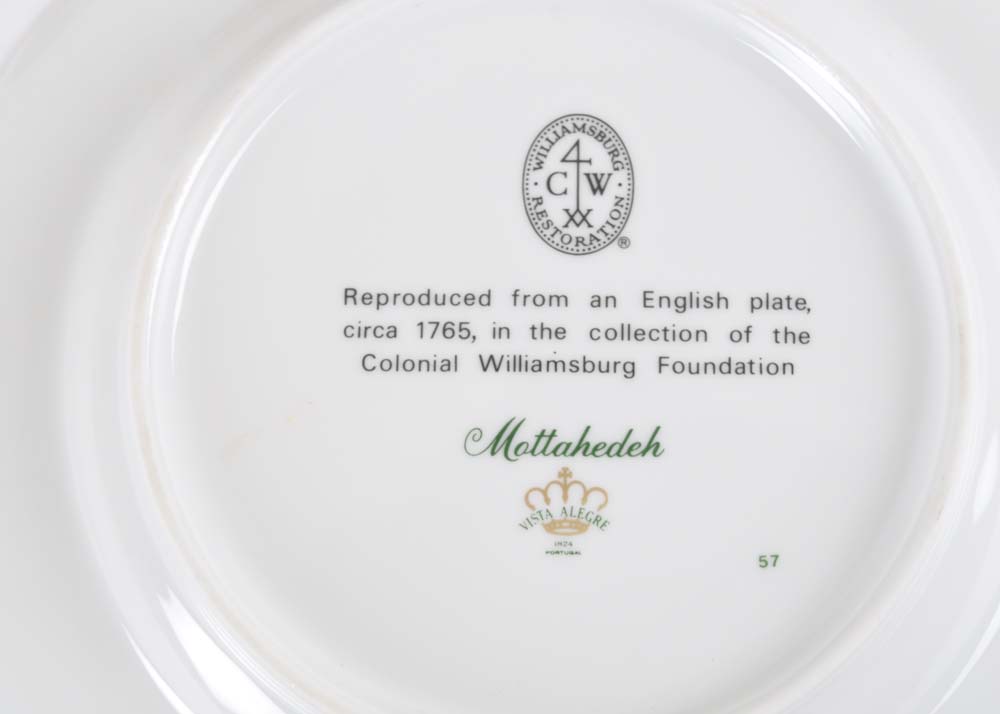 WILLIAMSBURG
C W
RESTORATION
®
Reproduced from an English plate,
circa 1765, in the collection of the
Colonial Williamsburg Foundation
Mottahedeh
VISTA ALEGRE
1824
PORTUGAL
57